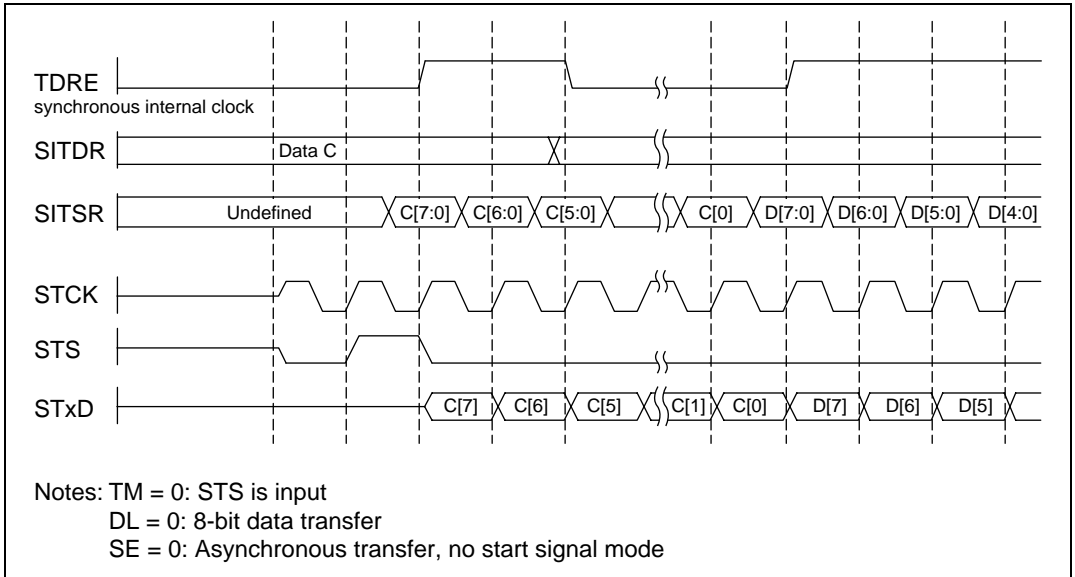 TDRE
synchronous internal clock
SITDR Data C
SITSR Undefined C[7:0] C[6:0] C[5:0] C[0] D[7:0] D[6:0] D[5:0] D[4:0]
STCK
STS
STxD C[7] C[6] C[5] C[1] C[0] D[7] D[6] D[5]
Notes: TM = 0: STS is input
DL = 0: 8-bit data transfer
SE = 0: Asynchronous transfer, no start signal mode